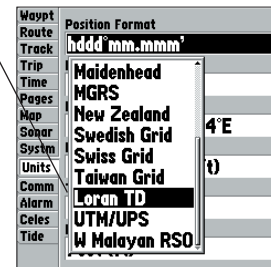 Waypt
Route
Track
Trip
Time
Pages
Map
Sonar
Systm
Units
Comm
Alarm
Celes
Tide
Position Format
hddd°mm.mmm'
Maidenhead
MGRS
New Zealand
Swedish Grid
Swiss Grid
Taiwan Grid
Loran TD
UTM/UPS
W Malayan RSO
4°E
t)